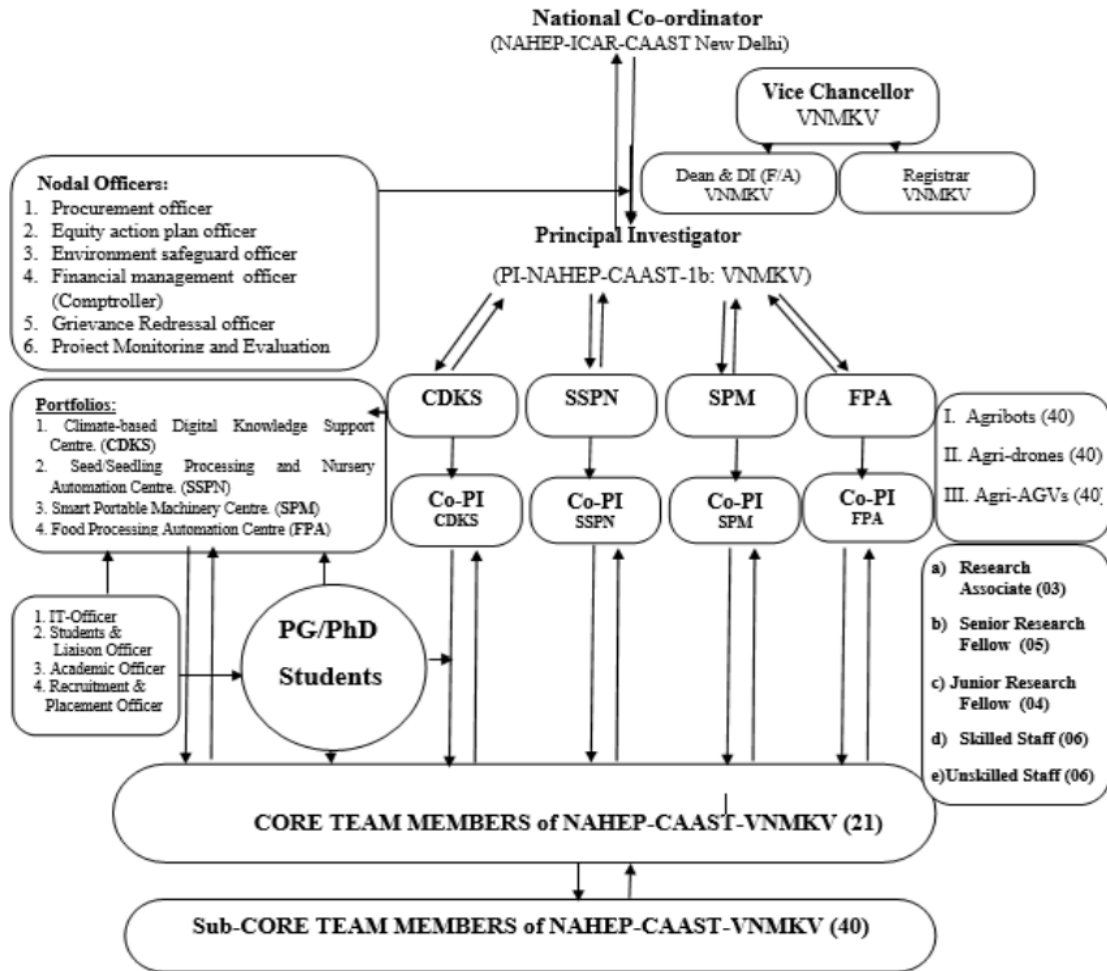 National Co-ordinator
(NAHEP-ICAR-CAAST New Delhi)
Vice Chancellor
VNMKV
Dean & DI (F/A)
VNMKV
Registrar
VNMKV
Nodal Officers:
1. Procurement officer
2. Equity action plan officer
3. Environment safeguard officer
4. Financial management officer
(Comptroller)
5. Grievance Redressal officer
6. Project Monitoring and Evaluation
Principal Investigator
(PI-NAHEP-CAAST-1b: VNMKV)
Portfolios:
1. Climate-based Digital Knowledge Support
Centre. (CDKS)
2. Seed/Seedling Processing and Nursery
Automation Centre. (SSPN)
3. Smart Portable Machinery Centre. (SPM)
4. Food Processing Automation Centre (FPA)
CDKS
SSPN
SPM
FPA
I. Agribots (40)
II. Agri-drones (40)
III. Agri-AGVs (40)
Co-PI
CDKS
Co-PI
SSPN
Co-PI
SPM
Co-PI
FPA
1. IT-Officer
2. Students &
Liaison Officer
3. Academic Officer
4. Recruitment &
Placement Officer
PG/PhD
Students
a) Research
Associate (03)
b) Senior Research
Fellow (05)
c) Junior Research
Fellow (04)
d) Skilled Staff (06)
e)Unskilled Staff (06)
CORE TEAM MEMBERS of NAHEP-CAAST-VNMKV (21)
Sub-CORE TEAM MEMBERS of NAHEP-CAAST-VNMKV (40)